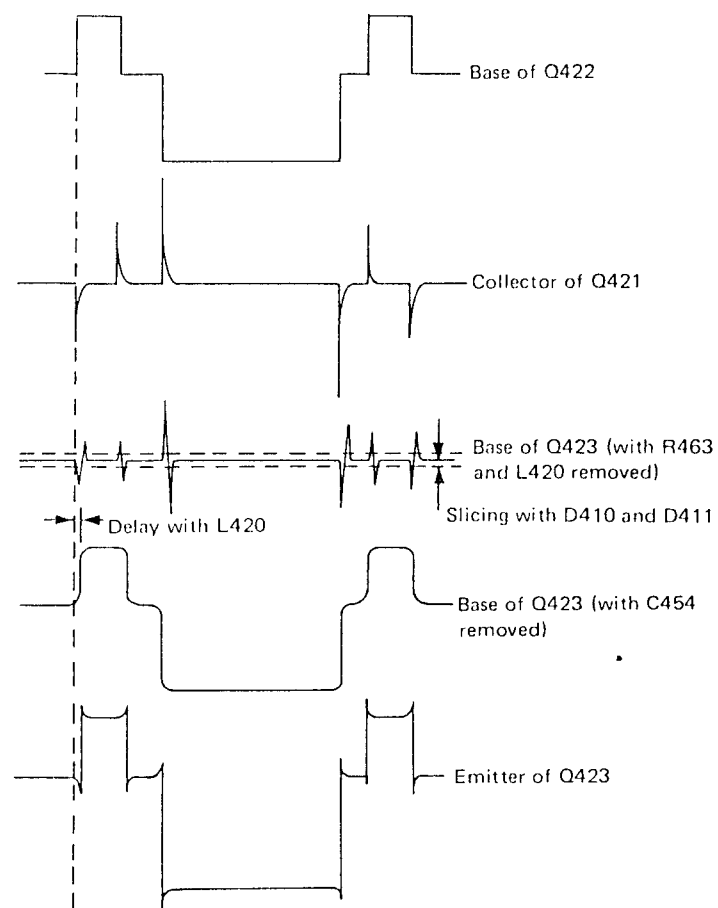 Base of Q422
Collector of Q421
Base of Q423 (with R463
and L420 removed)
Slicing with D410 and D411
Delay with L420
Base of Q423 (with C454
removed)
Emitter of Q423